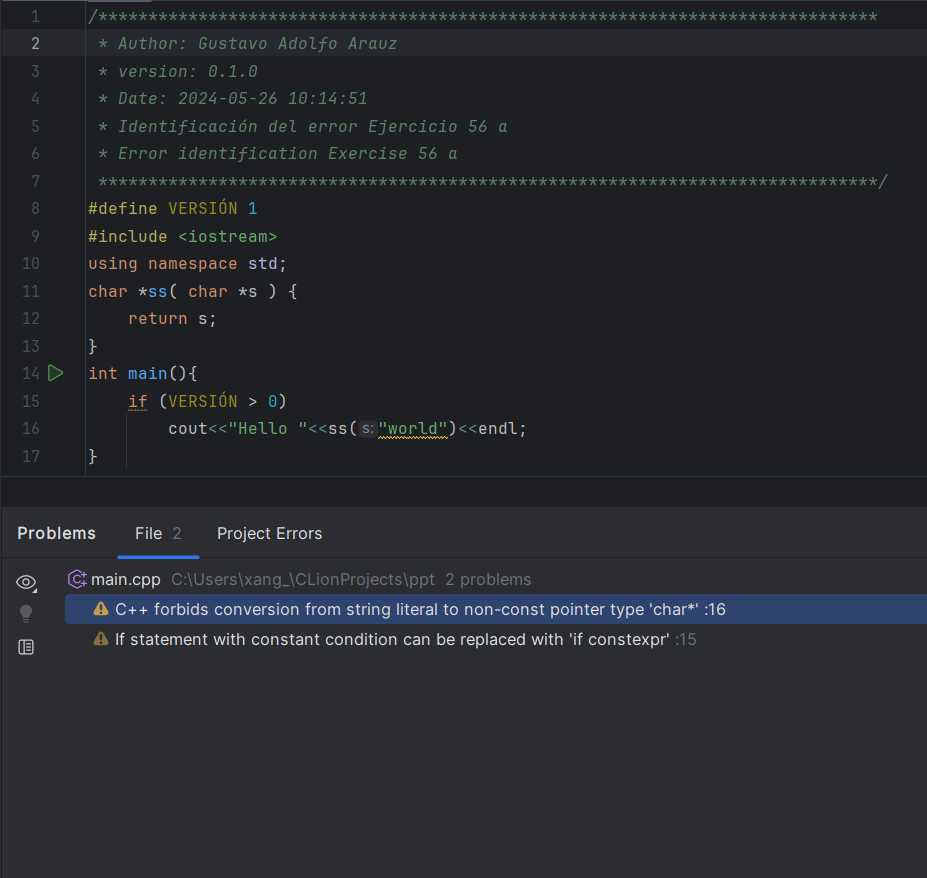 1 /******************************************************************************
2 * Author: Gustavo Adolfo Arauz
3 * version: 0.1.0
4 * Date: 2024-05-26 10:14:51
5 * Identificación del error Ejercicio 56 a
6 * Error identification Exercise 56 a
7 ******************************************************************************/
8 #define VERSIÓN 1
9 #include <iostream>
10 using namespace std;
11 char *ss( char *s ) {
12 return s;
13 }
14 int main(){
15 if (VERSIÓN > 0)
16 cout<<"Hello "<<ss( s: "world")<<endl;
17 }
Problems File 2 Project Errors
main.cpp C:\Users\xang_\CLionProjects\ppt 2 problems
C++ forbids conversion from string literal to non-const pointer type 'char*' :16
If statement with constant condition can be replaced with 'if constexpr' :15